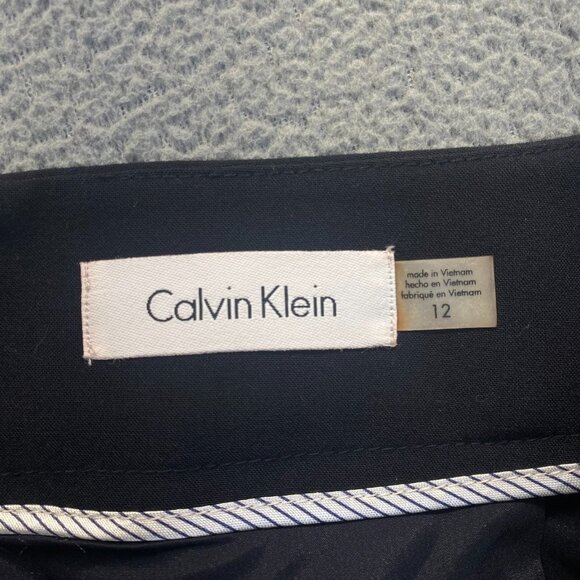 Calvin Klein
made in Vietnam
hecho en Vietnam
fabriqué en Vietnam
12